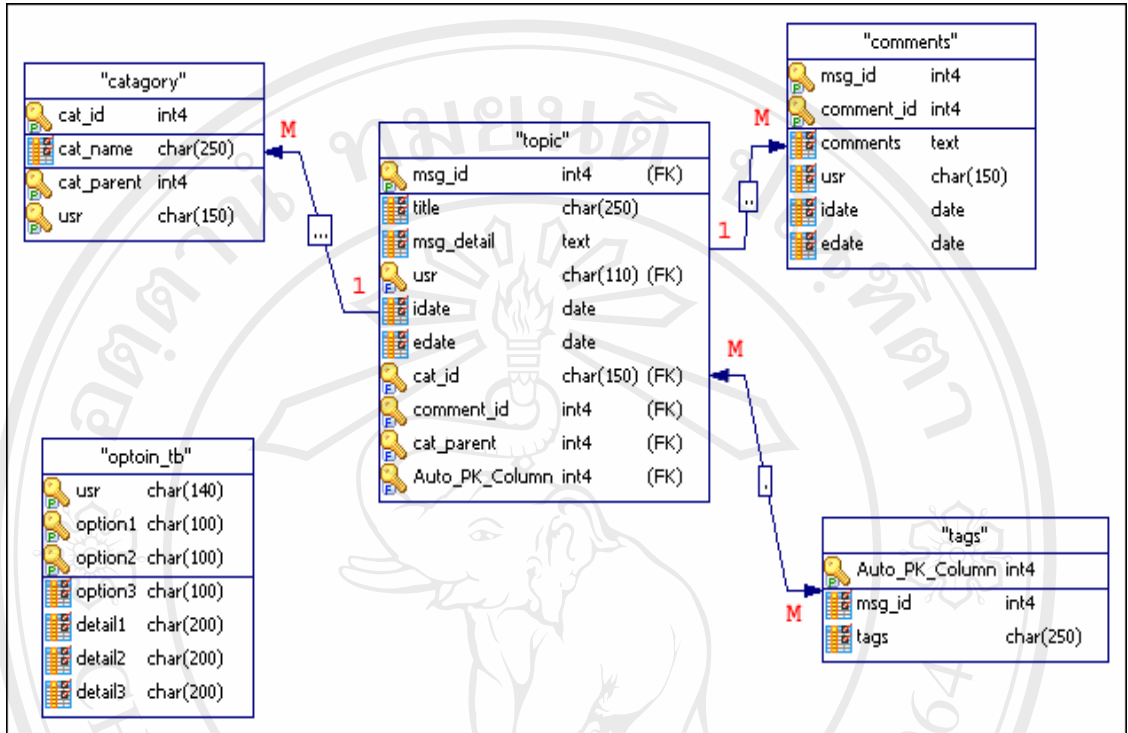 "catagory"
cat_id int4
cat_name char(250)
cat_parent int4
usr char(150)
M
1
"topic"
msg_id int4 (FK)
title char(250)
msg_detail text
usr char(110) (FK)
idate date
edate date
cat_id char(150) (FK)
comment_id int4 (FK)
cat_parent int4 (FK)
Auto_PK_Column int4 (FK)
M
1
"comments"
msg_id int4
comment_id int4
comments text
usr char(150)
idate date
edate date
"optoin_tb"
usr char(140)
option1 char(100)
option2 char(100)
option3 char(100)
detail1 char(200)
detail2 char(200)
detail3 char(200)
M
M
"tags"
Auto_PK_Column int4
msg_id int4
tags char(250)